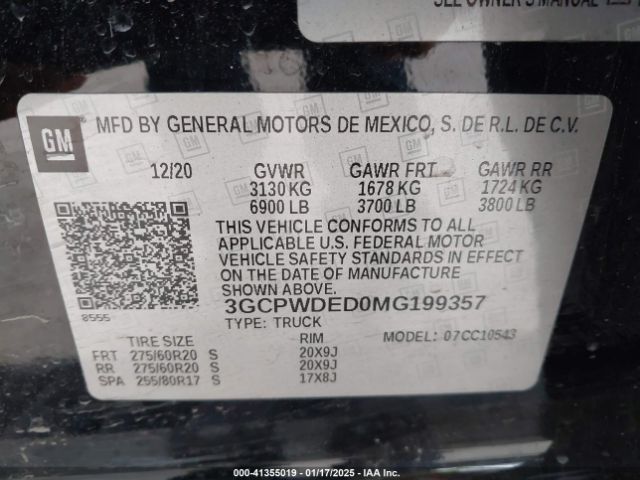 SEE OWNER'S MANUAL
GM
MFD BY GENERAL MOTORS DE MEXICO, S. DE R.L. DE C.V.
12/20 GVWR GAWR FRT GAWR RR
3130 KG 1678 KG 1724 KG
6900 LB 3700 LB 3800 LB
THIS VEHICLE CONFORMS TO ALL
APPLICABLE U.S. FEDERAL MOTOR
VEHICLE SAFETY STANDARDS IN EFFECT
ON THE DATE OF MANUFACTURE
SHOWN ABOVE.
8555 3GCPWDED0MG199357
TYPE: TRUCK MODEL: 07CC10543
TIRE SIZE RIM
FRT 275/60R20 S 20X9J
RR 275/60R20 S 20X9J
SPA 255/80R17 S 17X8J
000-41355019 - 01/17/2025 - IAA Inc.